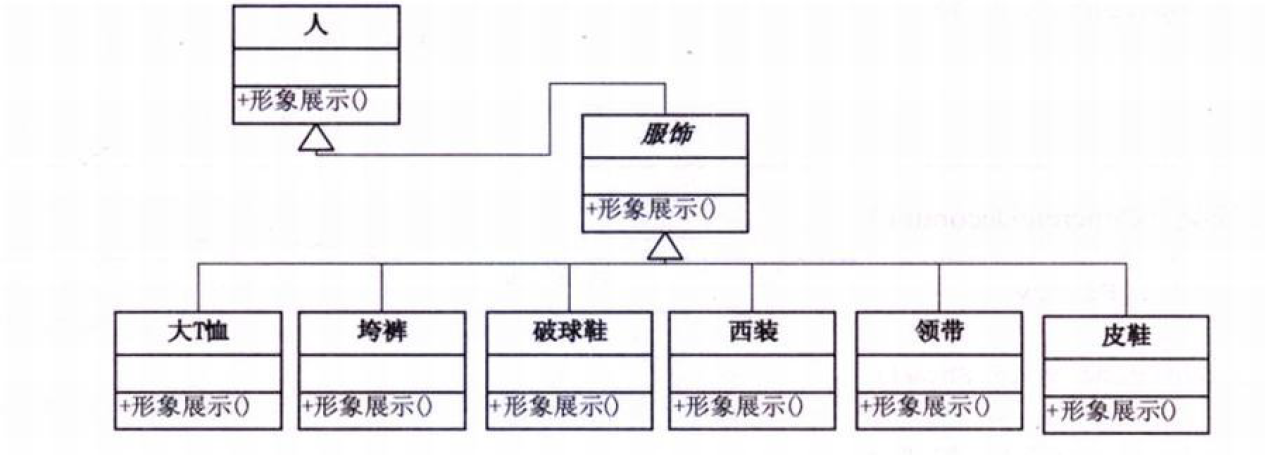 人
+形象展示()
服饰
+形象展示()
大T恤
垮裤
破球鞋
西装
领带
皮鞋
+形象展示()
+形象展示()
+形象展示()
+形象展示()
+形象展示()
+形象展示()